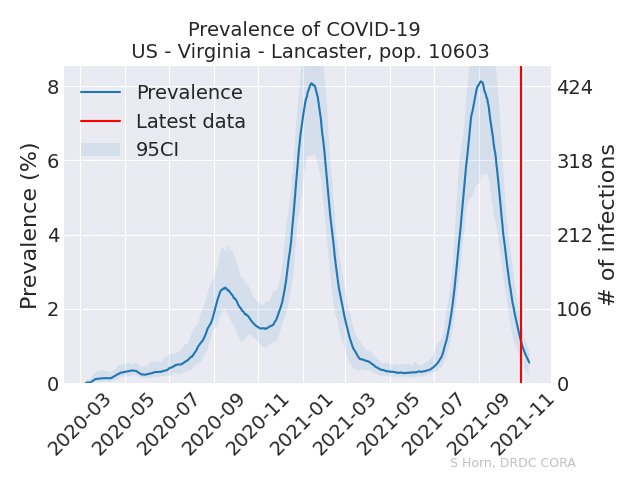 Prevalence of COVID-19
US - Virginia - Lancaster, pop. 10603
Prevalence
Latest data
95CI
Prevalence (%)
8
6
4
2
0
# of infections
424
318
212
106
0
2020-03
2020-05
2020-07
2020-09
2020-11
2021-01
2021-03
2021-05
2021-07
2021-09
2021-11
S Horn, DRDC CORA